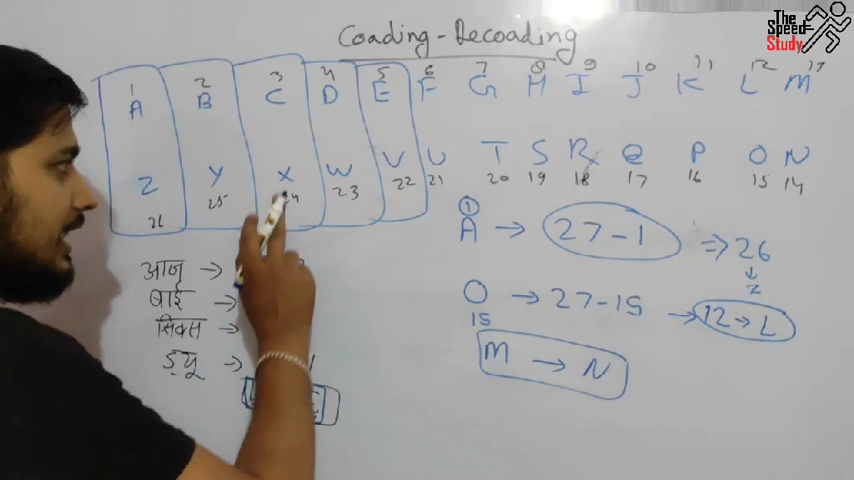 The
Speed
Study
Coading - Decoading
1 2 3 4 5 6 7 8 9 10 11 12 13
A B C D E F G H I J K L M
Z Y X W V U T S R Q P O N
26 25 24 23 22 21 20 19 18 17 16 15 14
आजू →
बाई →
सिक्स →
ड्यू →
①
A → 27-1 ⇒ 26
↓
Z
O → 27-15 → 12 → L
15
M → N